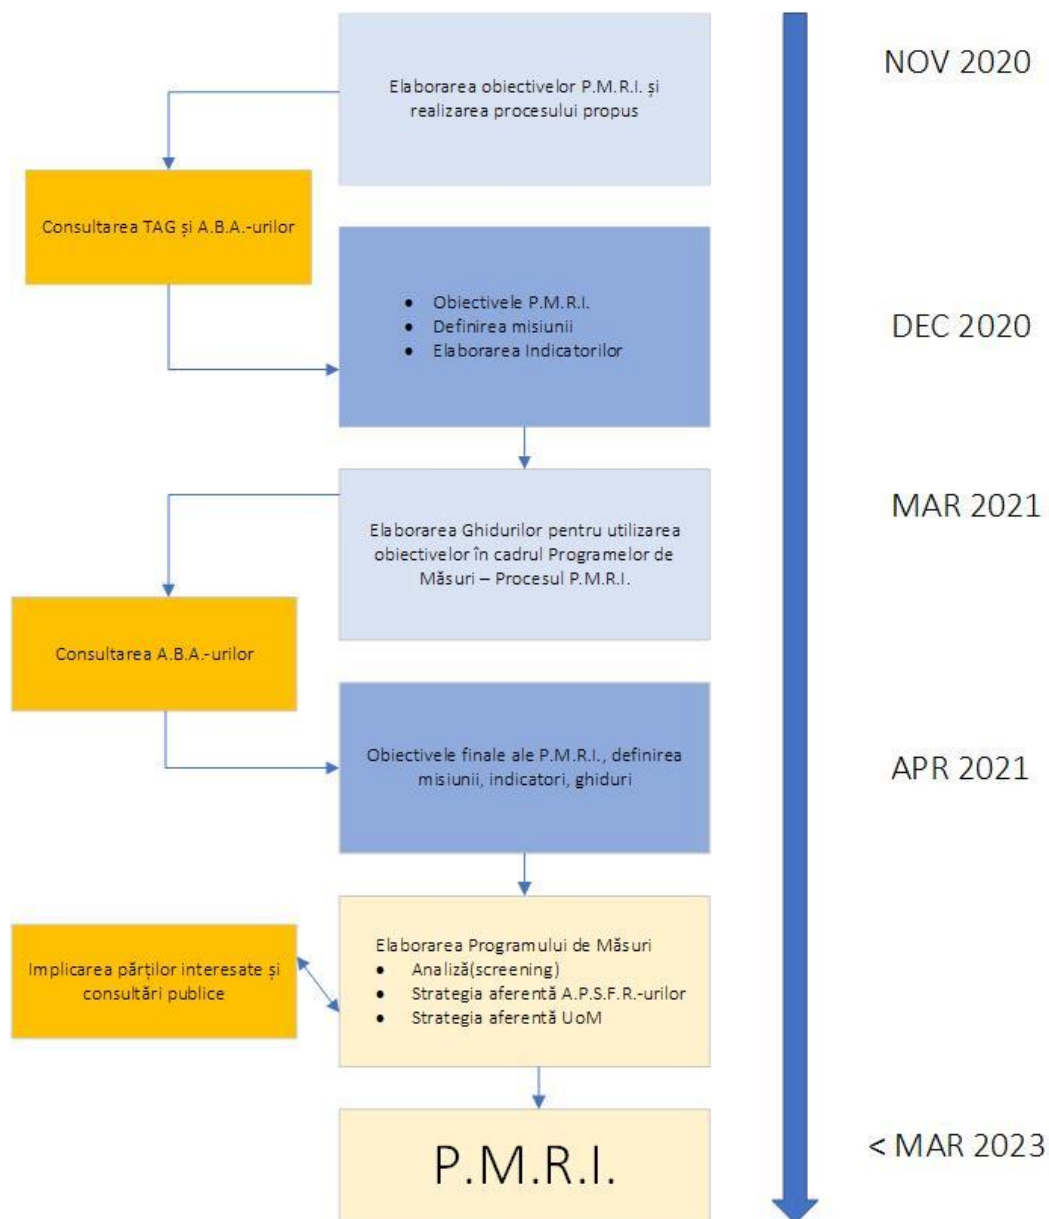 NOV 2020
Elaborarea obiectivelor P.M.R.I. și
realizarea procesului propus
Consultarea TAG și A.B.A.-urilor
• Obiectivele P.M.R.I.
• Definirea misiunii
• Elaborarea Indicatorilor
DEC 2020
MAR 2021
Elaborarea Ghidurilor pentru utilizarea
obiectivelor în cadrul Programelor de
Măsuri – Procesul P.M.R.I.
Consultarea A.B.A.-urilor
Obiectivele finale ale P.M.R.I., definirea
misiunii, indicatori, ghiduri
APR 2021
Elaborarea Programului de Măsuri
• Analiză(screening)
• Strategia aferentă A.P.S.F.R.-urilor
• Strategia aferentă UoM
Implicarea părților interesate și
consultări publice
P.M.R.I.
< MAR 2023